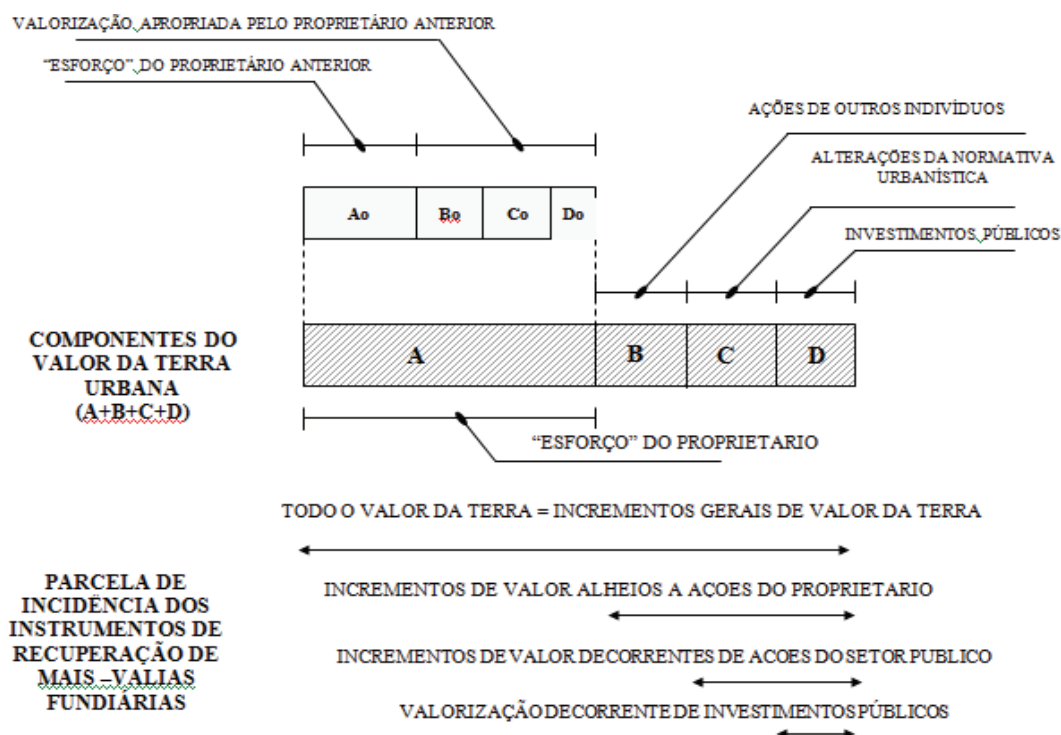 VALORIZAÇÃO APROPRIADA PELO PROPRIETÁRIO ANTERIOR
“ESFORÇO” DO PROPRIETÁRIO ANTERIOR
AÇÕES DE OUTROS INDIVÍDUOS
ALTERAÇÕES DA NORMATIVA
URBANÍSTICA
INVESTIMENTOS PÚBLICOS
Ao
Bo
Co
Do
COMPONENTES DO
VALOR DA TERRA
URBANA
(A+B+C+D)
A
B
C
D
“ESFORÇO” DO PROPRIETARIO
TODO O VALOR DA TERRA = INCREMENTOS GERAIS DE VALOR DA TERRA
PARCELA DE
INCIDÊNCIA DOS
INSTRUMENTOS DE
RECUPERAÇÃO DE
MAIS –VALIAS
FUNDIÁRIAS
INCREMENTOS DE VALOR ALHEIOS A AÇOES DO PROPRIETARIO
INCREMENTOS DE VALOR DECORRENTES DE ACOES DO SETOR PUBLICO
VALORIZAÇÃO DECORRENTE DE INVESTIMENTOS PÚBLICOS